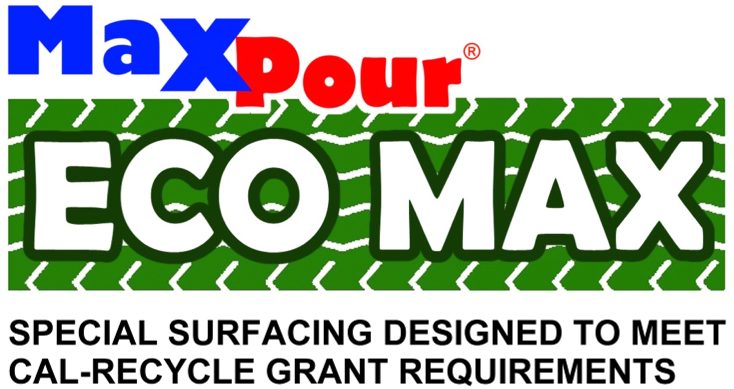 MaxPour®
ECO MAX
SPECIAL SURFACING DESIGNED TO MEET
CAL-RECYCLE GRANT REQUIREMENTS